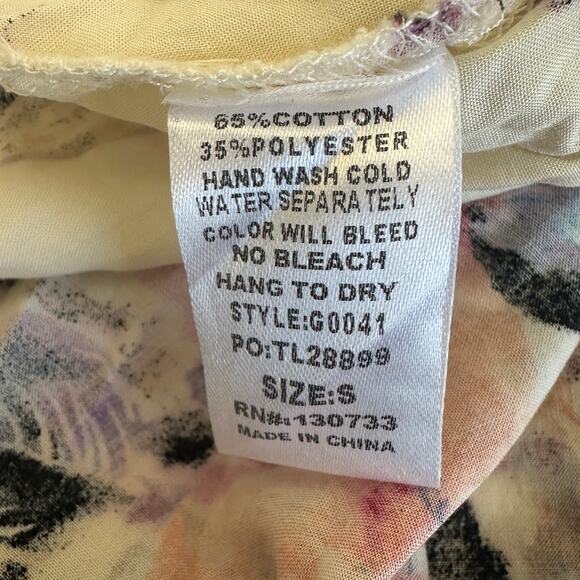 65%COTTON
35%POLYESTER
HAND WASH COLD
WATER SEPARATELY
COLOR WILL BLEED
NO BLEACH
HANG TO DRY
STYLE:G0041
PO:TL28899
SIZE:S
RN#:130733
MADE IN CHINA